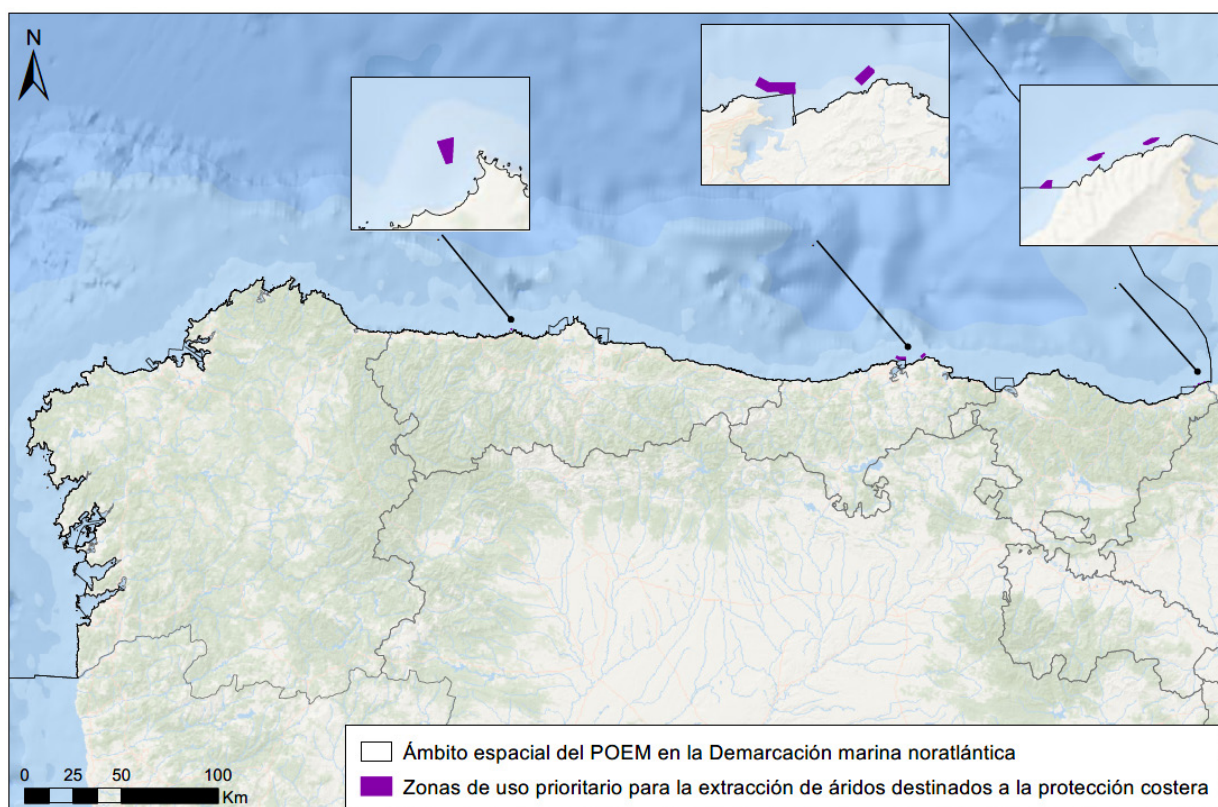 N
Ámbito espacial del POEM en la Demarcación marina noratlántica
Zonas de uso prioritario para la extracción de áridos destinados a la protección costera
0 25 50 100
Km